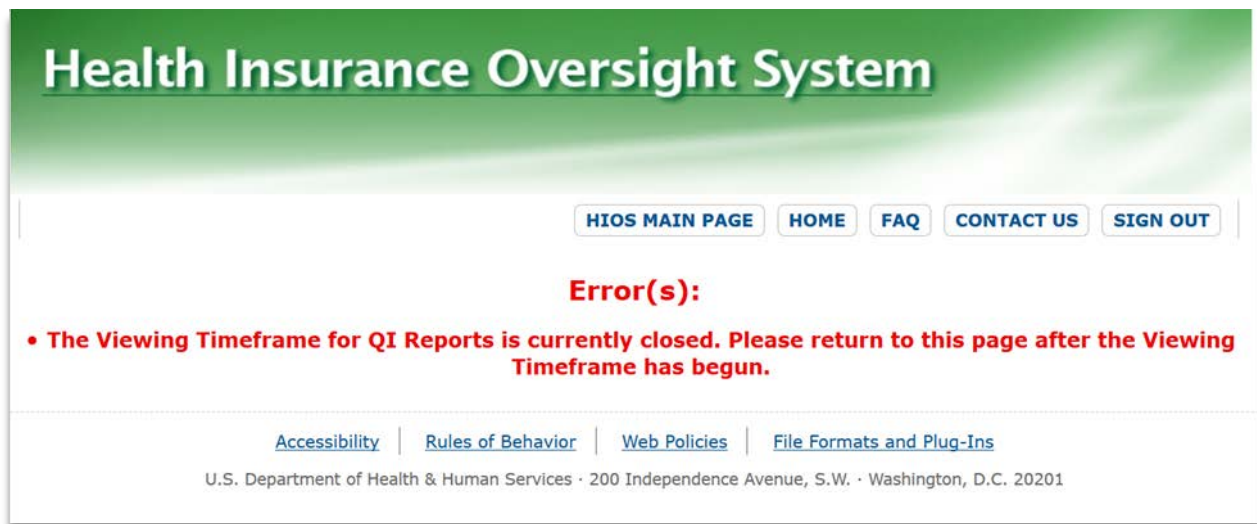 Health Insurance Oversight System
HIOS MAIN PAGE HOME FAQ CONTACT US SIGN OUT
Error(s):
• The Viewing Timeframe for QI Reports is currently closed. Please return to this page after the Viewing
Timeframe has begun.
Accessibility | Rules of Behavior | Web Policies | File Formats and Plug-Ins
U.S. Department of Health & Human Services · 200 Independence Avenue, S.W. · Washington, D.C. 20201